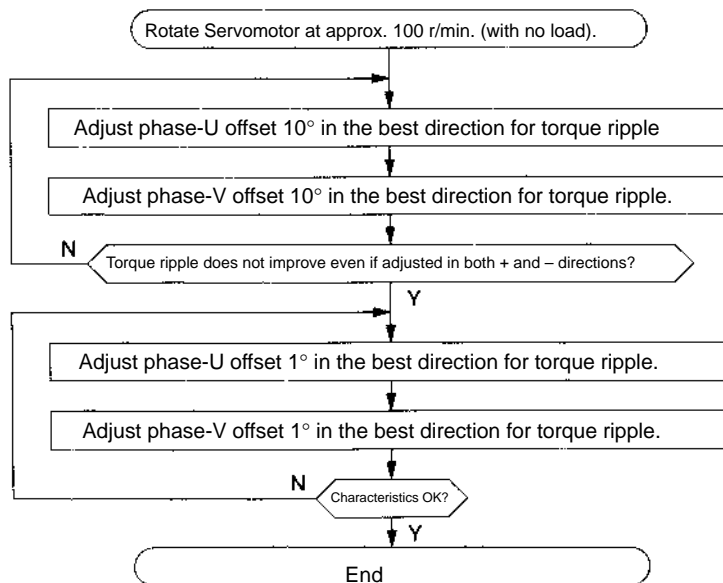 Rotate Servomotor at approx. 100 r/min. (with no load).
Adjust phase-U offset 10° in the best direction for torque ripple
Adjust phase-V offset 10° in the best direction for torque ripple.
N
Torque ripple does not improve even if adjusted in both + and – directions?
Y
Adjust phase-U offset 1° in the best direction for torque ripple.
Adjust phase-V offset 1° in the best direction for torque ripple.
N
Characteristics OK?
Y
End